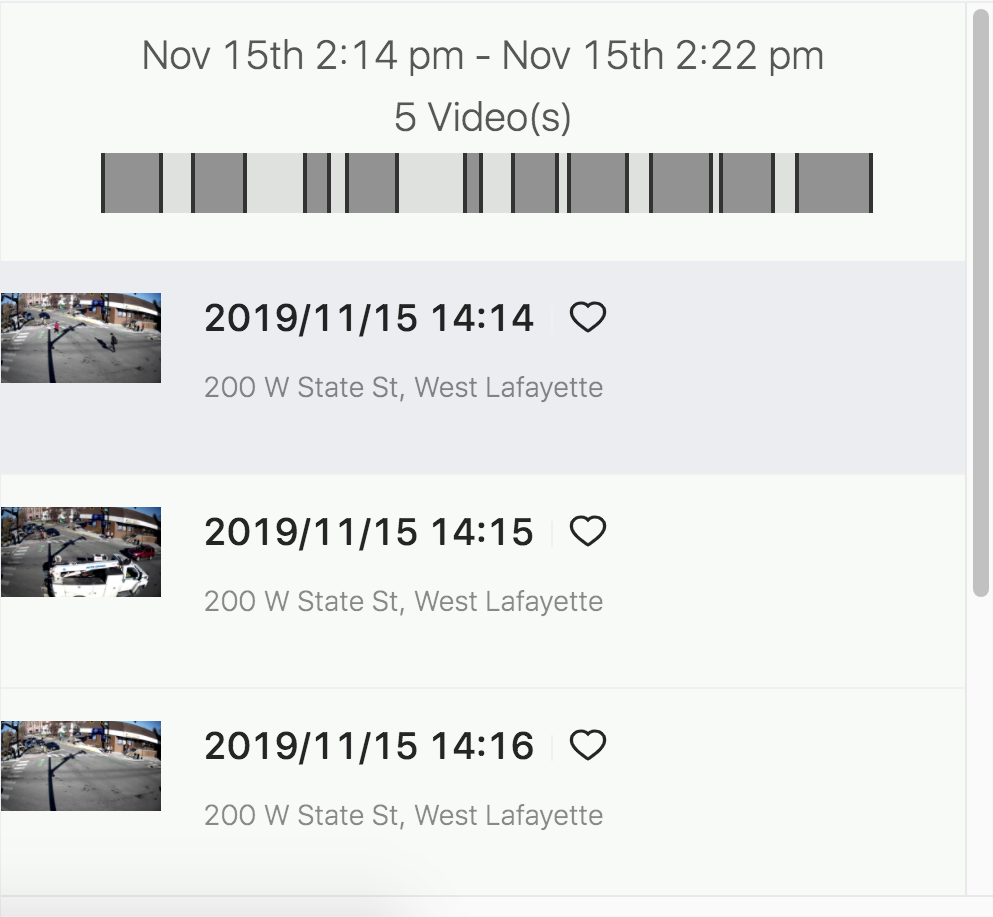 Nov 15th 2:14 pm - Nov 15th 2:22 pm
5 Video(s)
2019/11/15 14:14
200 W State St, West Lafayette
2019/11/15 14:15
200 W State St, West Lafayette
2019/11/15 14:16
200 W State St, West Lafayette